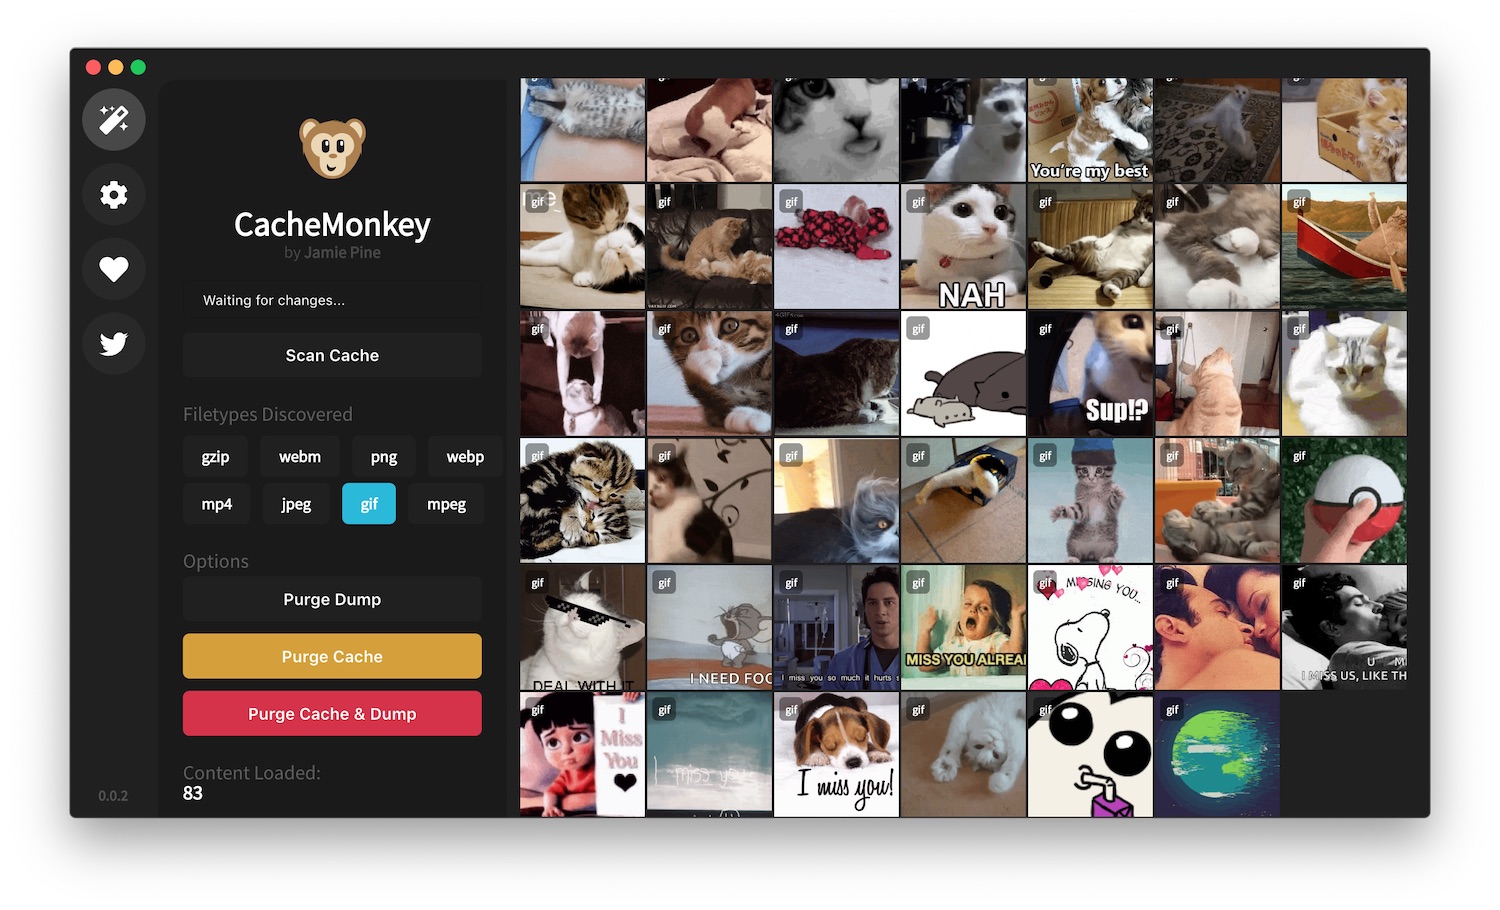 CacheMonkey
by Jamie Pine
Waiting for changes...
Scan Cache
Filetypes Discovered
gzip webm png webp
mp4 jpeg gif mpeg
Options
Purge Dump
Purge Cache
Purge Cache & Dump
Content Loaded:
83
0.0.2
You're my best
gif gif gif gif gif gif gif
me
NAH
gif gif gif gif gif gif gif
Sup!?
gif gif gif gif gif gif gif
gif gif gif gif gif gif gif
MISSING YOU...
DEAL WITH IT
I NEED FOO
I miss you so much it hurts s
MISS YOU ALREA
U M
I MISS US, LIKE TH
gif gif gif gif gif gif
I
Miss
You
I miss you
I miss you!